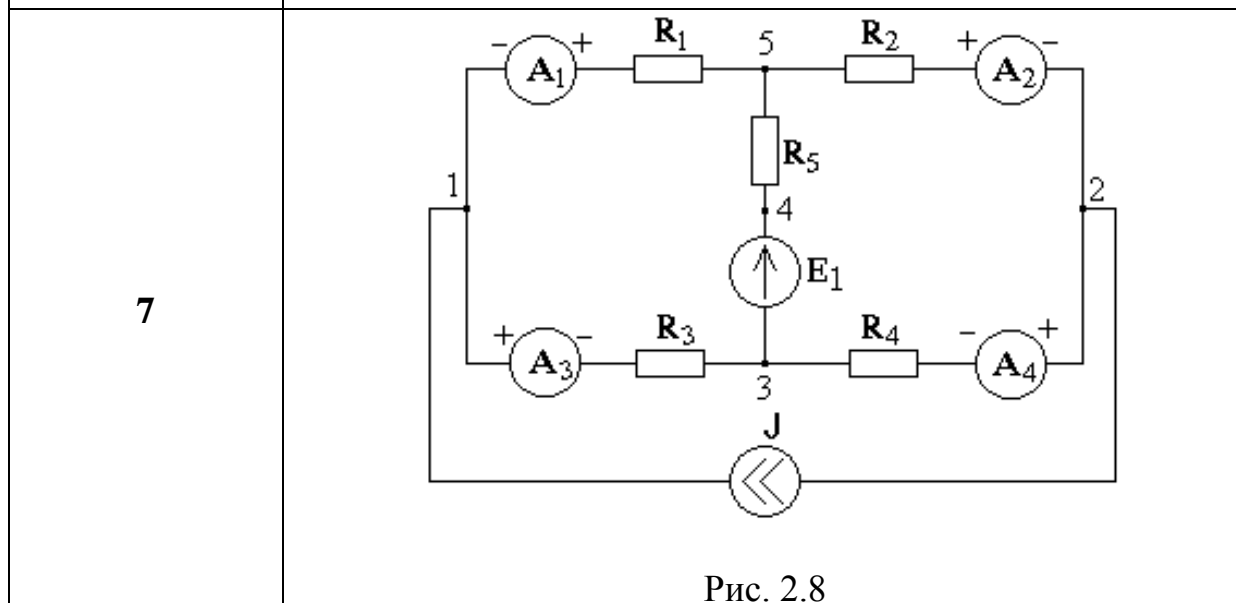 7
- A1 + R1 5 R2 + A2 -
R5
1 4 2
E1
+ A3 - R3 3 R4 - A4 +
J
Рис. 2.8